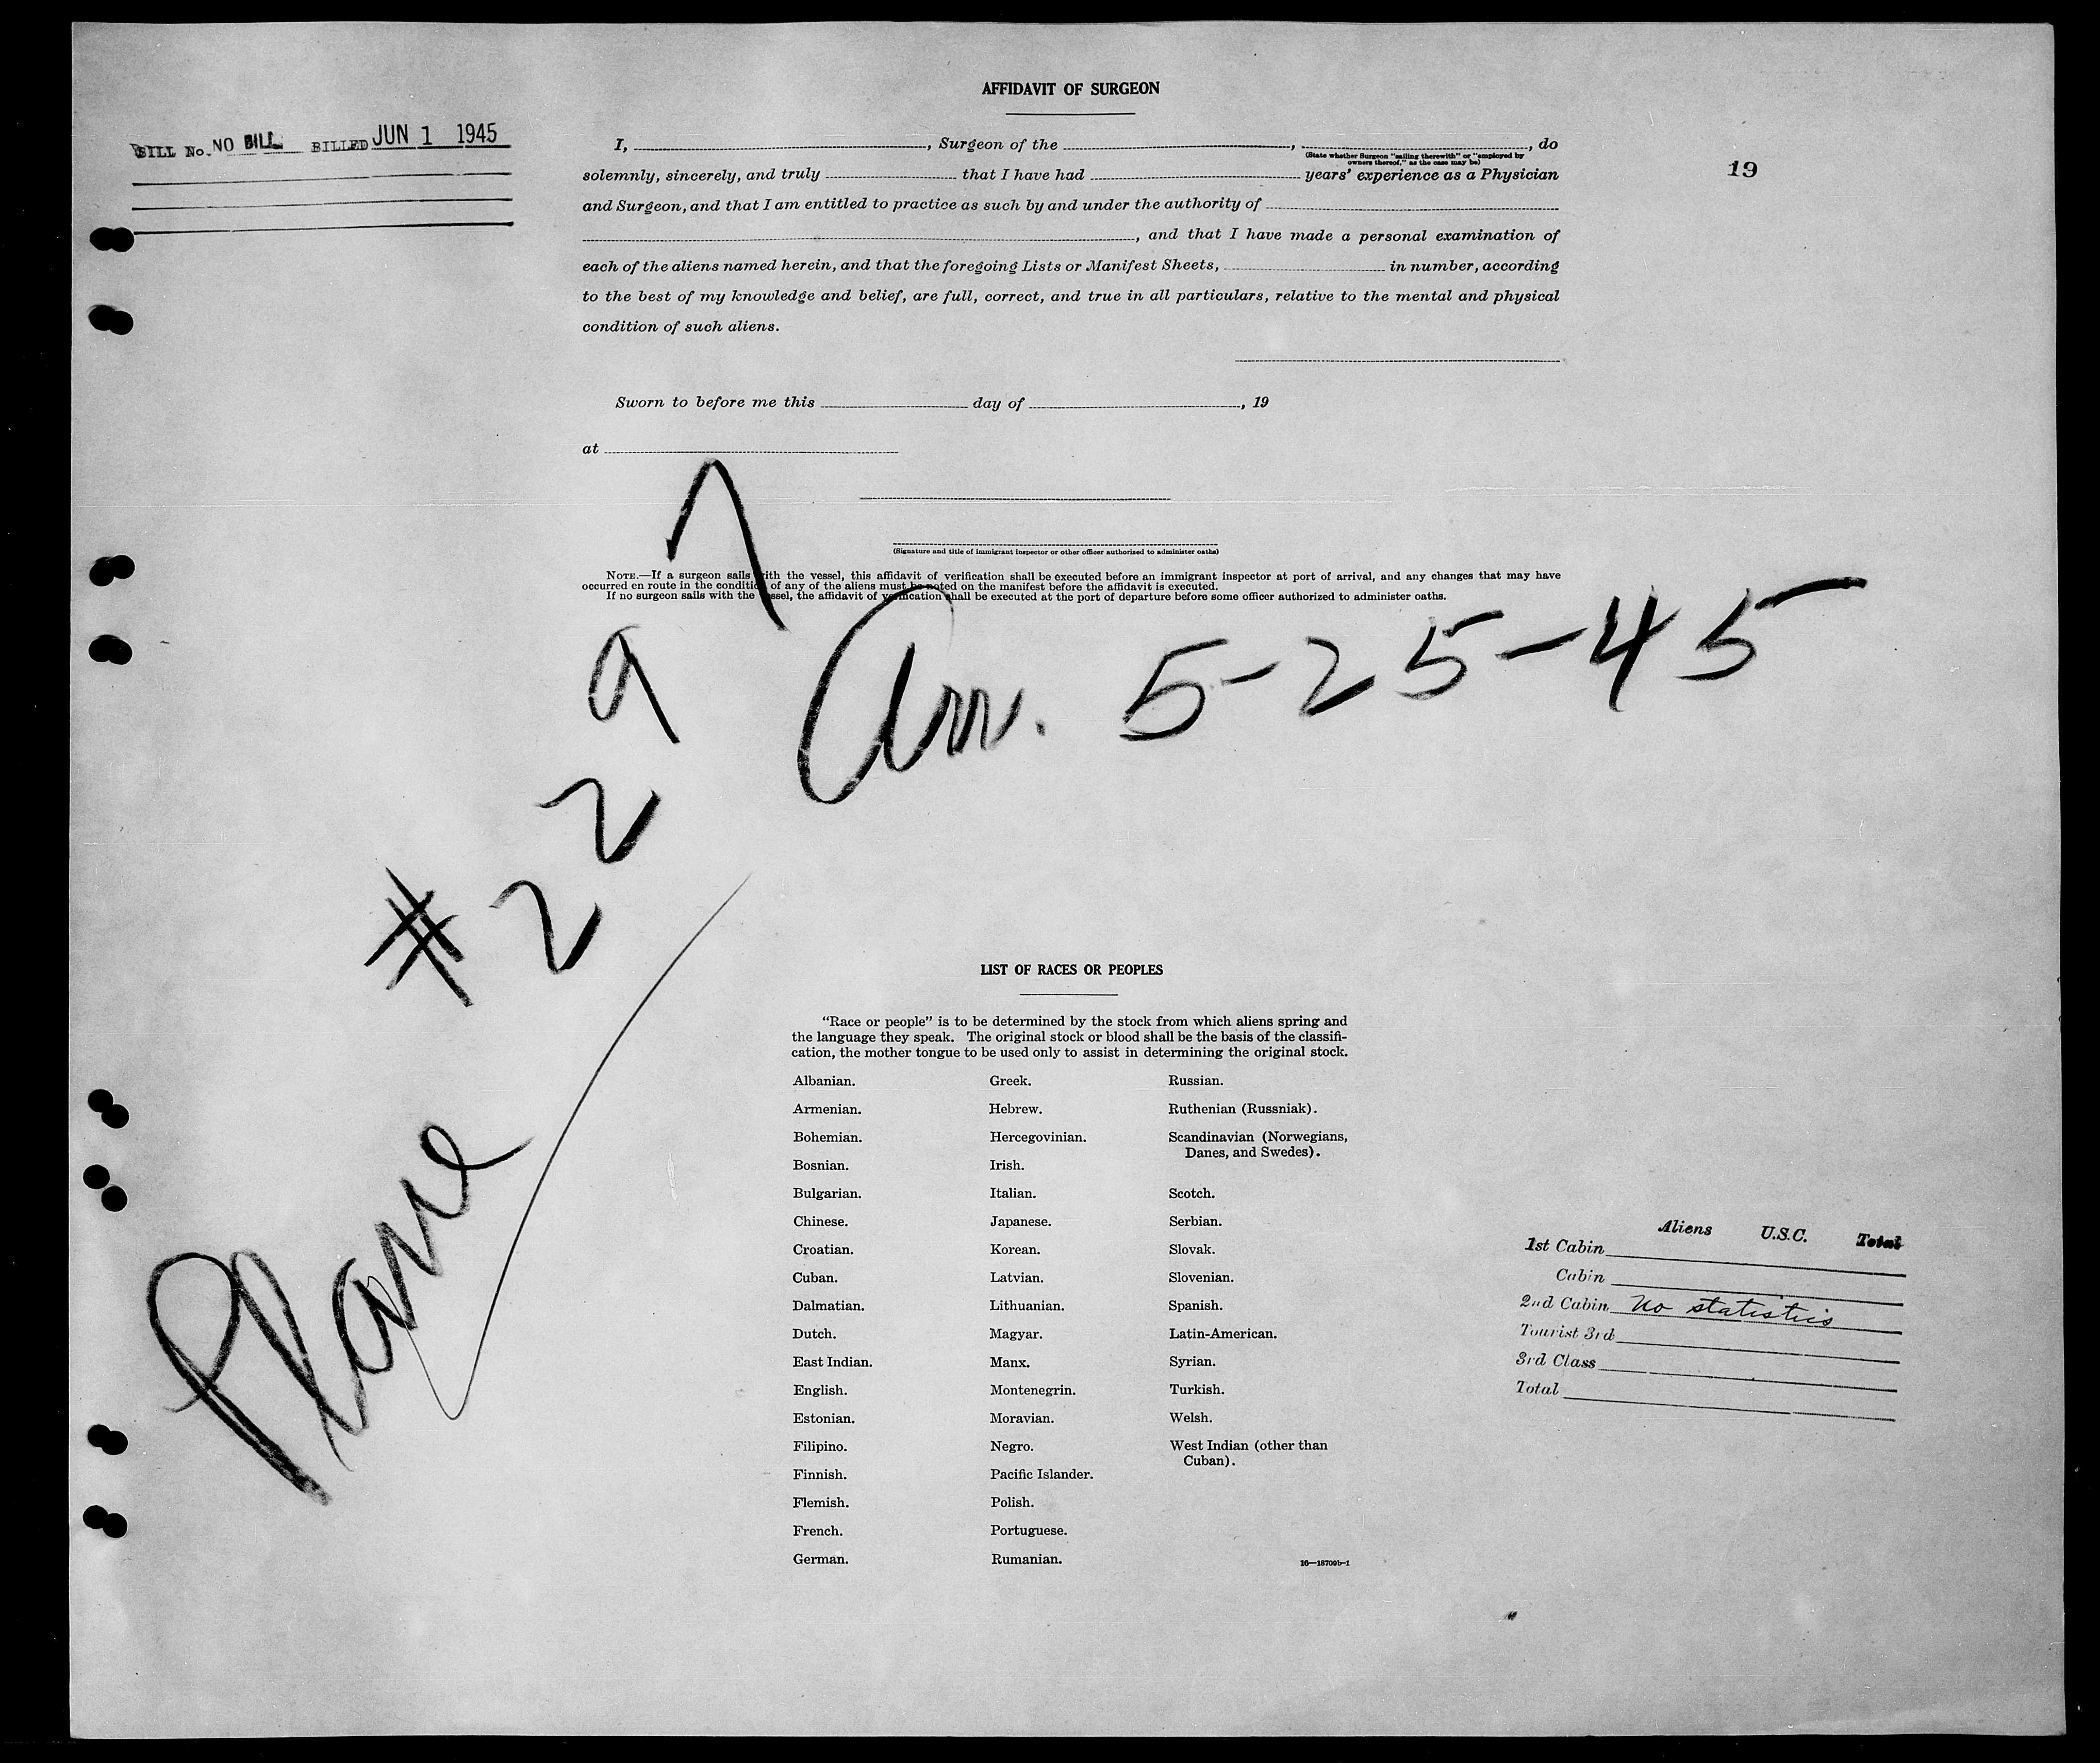 AFFIDAVIT OF SURGEON
BILL No. NO BILL BILLED JUN 1 1945
19
I, , Surgeon of the , , do
(State whether Surgeon "sailing therewith" or "employed by
owners thereof," as the case may be)
solemnly, sincerely, and truly that I have had years' experience as a Physician
and Surgeon, and that I am entitled to practice as such by and under the authority of
, and that I have made a personal examination of
each of the aliens named herein, and that the foregoing Lists or Manifest Sheets, in number, according
to the best of my knowledge and belief, are full, correct, and true in all particulars, relative to the mental and physical
condition of such aliens.
Sworn to before me this day of , 19
at
(Signature and title of immigrant inspector or other officer authorized to administer oaths)
NOTE.—If a surgeon sails with the vessel, this affidavit of verification shall be executed before an immigrant inspector at port of arrival, and any changes that may have
occurred en route in the condition of any of the aliens must be noted on the manifest before the affidavit is executed.
If no surgeon sails with the vessel, the affidavit of verification shall be executed at the port of departure before some officer authorized to administer oaths.
Arr. 5-25-45
Plane #2297
LIST OF RACES OR PEOPLES
"Race or people" is to be determined by the stock from which aliens spring and
the language they speak. The original stock or blood shall be the basis of the classifi-
cation, the mother tongue to be used only to assist in determining the original stock.
Albanian.
Armenian.
Bohemian.
Bosnian.
Bulgarian.
Chinese.
Croatian.
Cuban.
Dalmatian.
Dutch.
East Indian.
English.
Estonian.
Filipino.
Finnish.
Flemish.
French.
German.
Greek.
Hebrew.
Hercegovinian.
Irish.
Italian.
Japanese.
Korean.
Latvian.
Lithuanian.
Magyar.
Manx.
Montenegrin.
Moravian.
Negro.
Pacific Islander.
Polish.
Portuguese.
Rumanian.
Russian.
Ruthenian (Russniak).
Scandinavian (Norwegians,
Danes, and Swedes).
Scotch.
Serbian.
Slovak.
Slovenian.
Spanish.
Latin-American.
Syrian.
Turkish.
Welsh.
West Indian (other than
Cuban).
16—18709b-1
Aliens U.S.C. Total
1st Cabin
Cabin
2nd Cabin No statistics
Tourist 3rd
3rd Class
Total